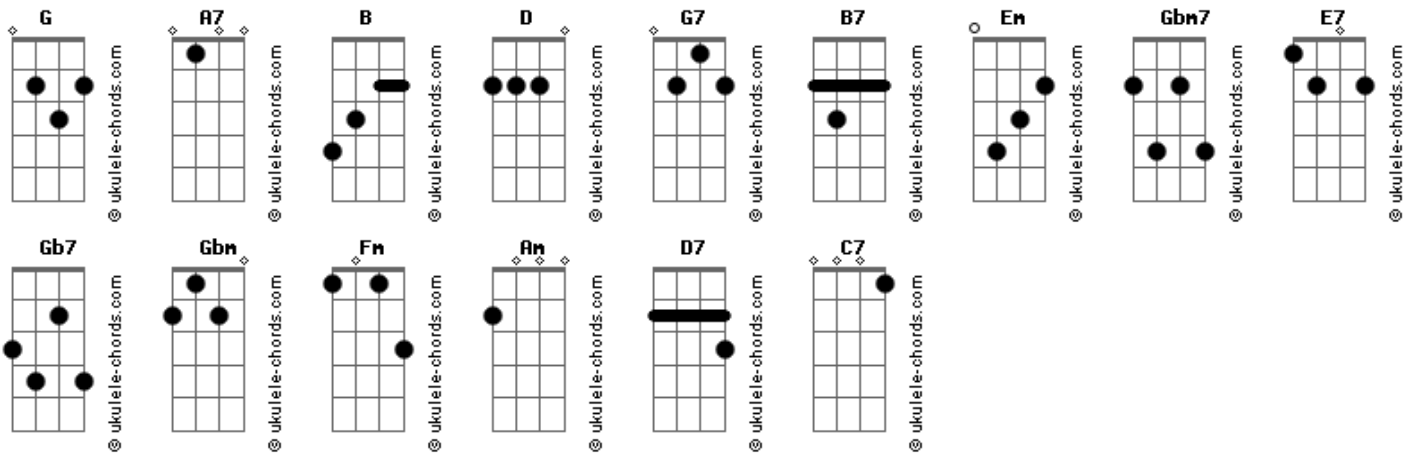 G A7 B D G7 B7 Em Gbm7 E7
© ukulele-chords.com © ukulele-chords.com © ukulele-chords.com © ukulele-chords.com © ukulele-chords.com © ukulele-chords.com © ukulele-chords.com © ukulele-chords.com © ukulele-chords.com
Gb7 Gbm Fm Am D7 C7
© ukulele-chords.com © ukulele-chords.com © ukulele-chords.com © ukulele-chords.com © ukulele-chords.com © ukulele-chords.com